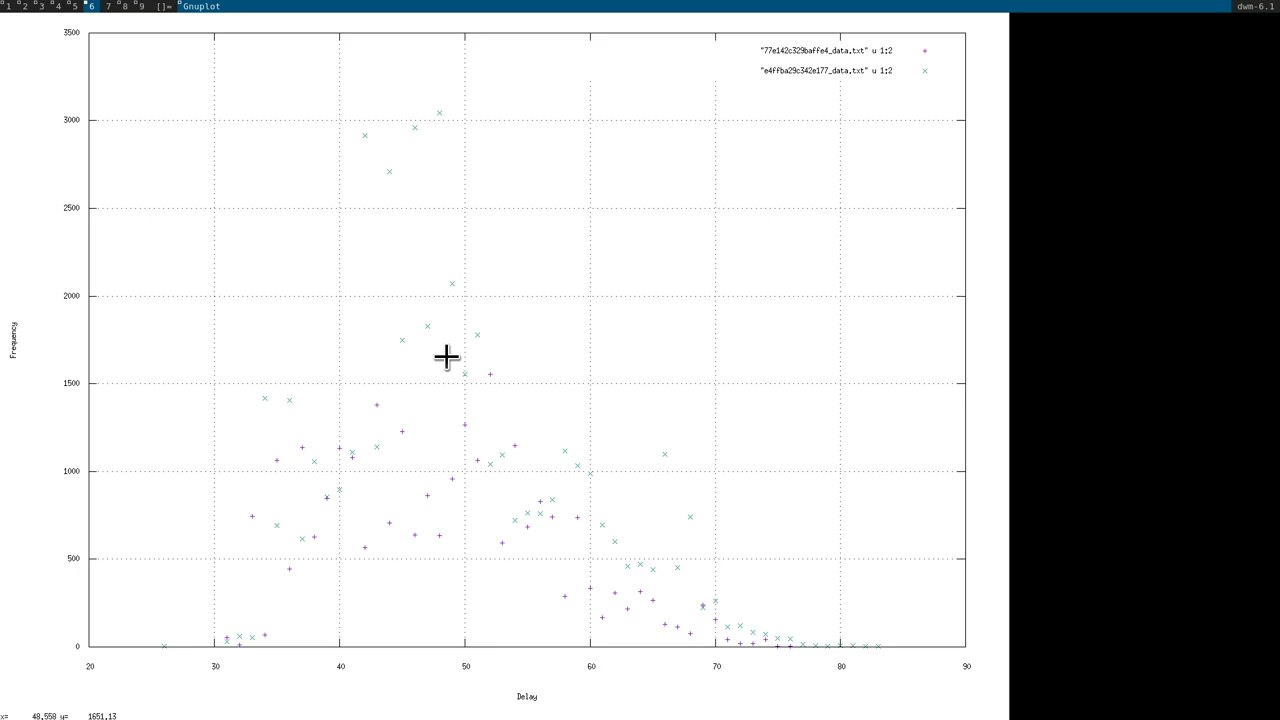 1 2 3 4 5 6 7 8 9 []= Gnuplot dwm-6.1
3500
"77e142c329baffe4_data.txt" u 1:2
"e4ffba29c342e177_data.txt" u 1:2
3000
2500
2000
1500
1000
500
0
Frequency
20 30 40 50 60 70 80 90
Delay
x= 48.558 y= 1651.13